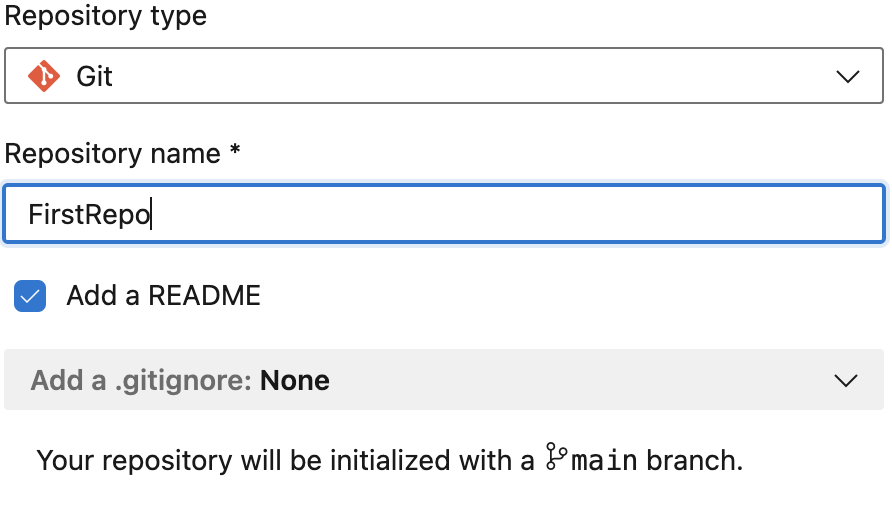 Repository type
Git
Repository name *
FirstRepo
Add a README
Add a .gitignore: None
Your repository will be initialized with a main branch.